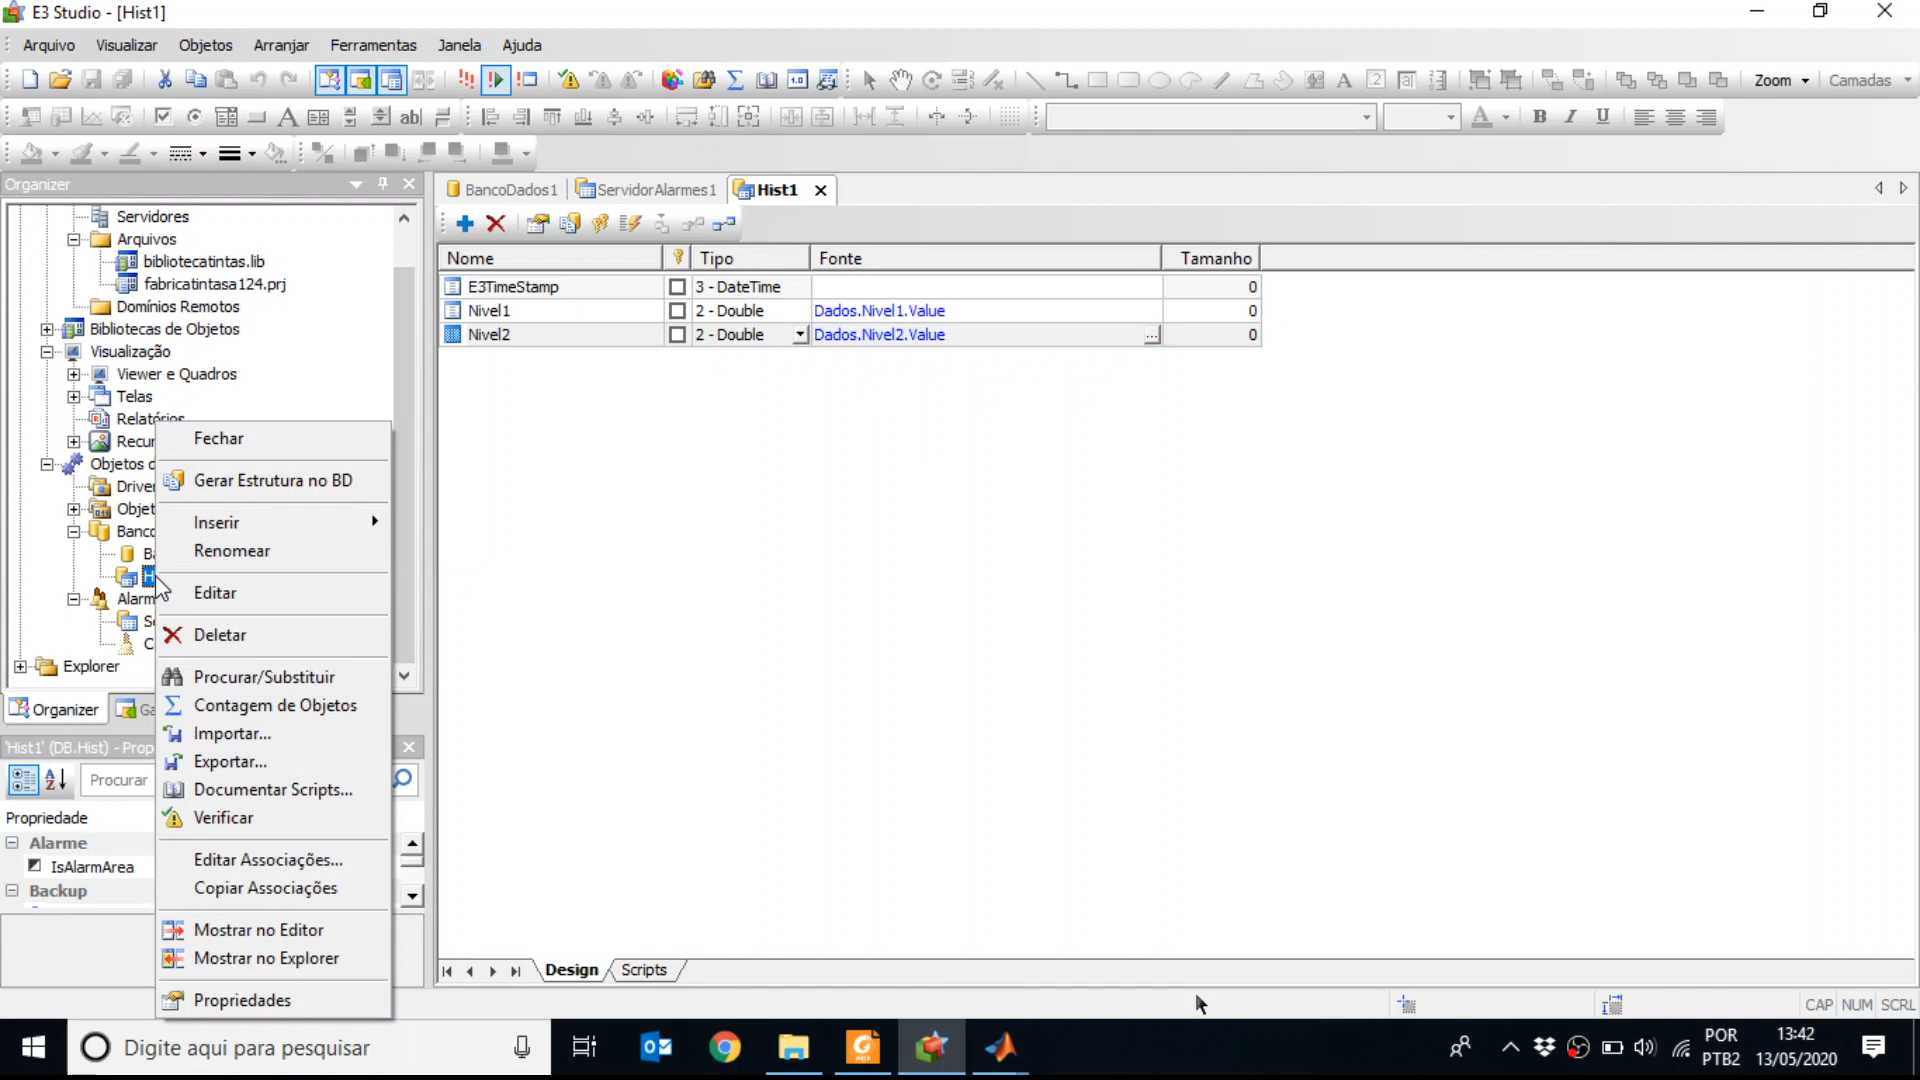 E3 Studio - [Hist1]
Arquivo Visualizar Objetos Arranjar Ferramentas Janela Ajuda
Zoom Camadas
Organizer
BancoDados1 ServidorAlarmes1 Hist1
Servidores
Arquivos
bibliotecatintas.lib
fabricatintasa124.prj
Domínios Remotos
Bibliotecas de Objetos
Visualização
Viewer e Quadros
Telas
Relatórios
Recur
Objetos d
Driver
Objet
Banco
Alarm
Explorer
Organizer
Nome Tipo Fonte Tamanho
E3TimeStamp 3 - DateTime 0
Nivel1 2 - Double Dados.Nivel1.Value 0
Nivel2 2 - Double Dados.Nivel2.Value ... 0
Fechar
Gerar Estrutura no BD
Inserir
Renomear
Editar
Deletar
Procurar/Substituir
Contagem de Objetos
Importar...
Exportar...
Documentar Scripts...
Verificar
Editar Associações...
Copiar Associações
Mostrar no Editor
Mostrar no Explorer
Propriedades
'Hist1' (DB.Hist) - Prop
Procurar
Propriedade
Alarme
IsAlarmArea
Backup
Design Scripts
CAP NUM SCRL
Digite aqui para pesquisar
POR
PTB2
13:42
13/05/2020